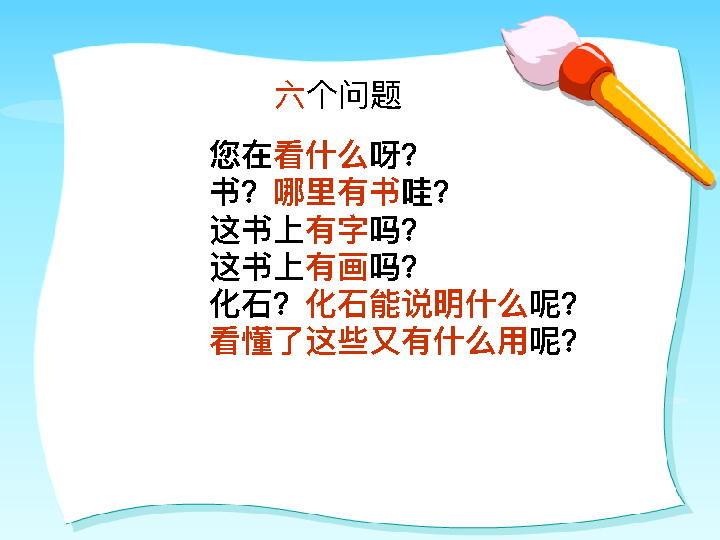 六个问题
您在看什么呀?
书? 哪里有书哇?
这书上有字吗?
这书上有画吗?
化石? 化石能说明什么呢?
看懂了这些又有什么用呢?